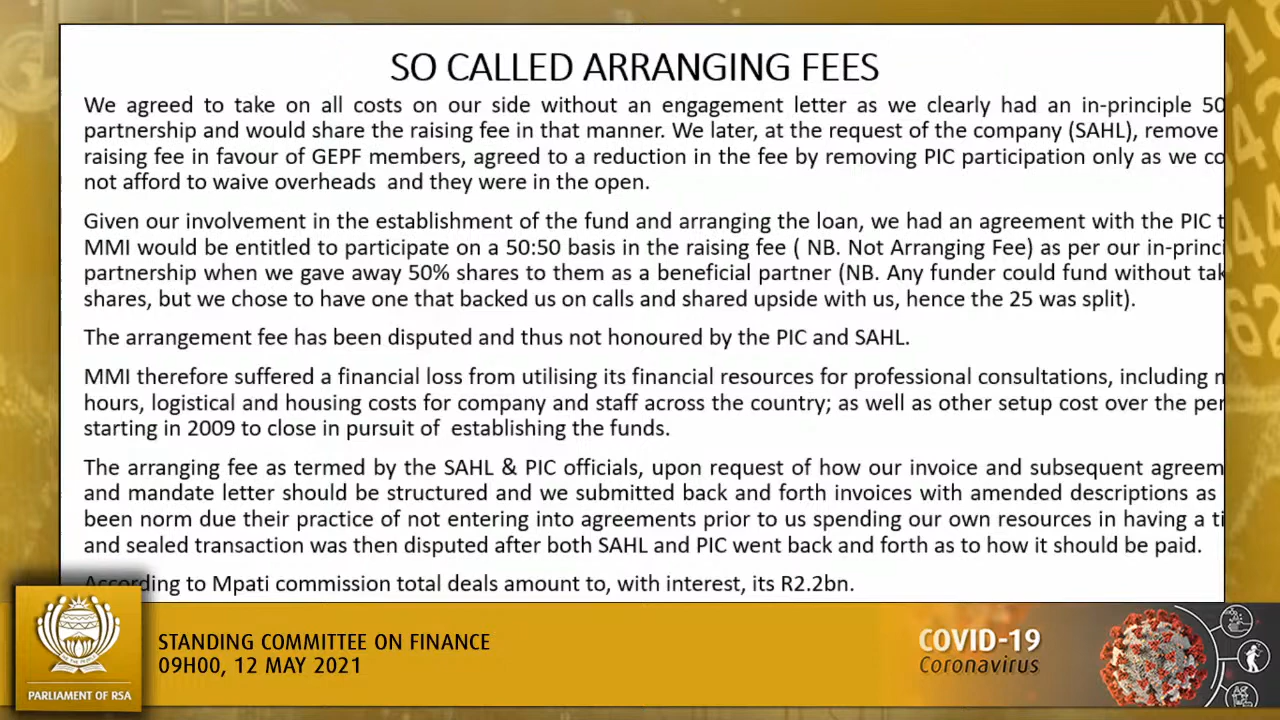 SO CALLED ARRANGING FEES
We agreed to take on all costs on our side without an engagement letter as we clearly had an in-principle 50
partnership and would share the raising fee in that manner. We later, at the request of the company (SAHL), remove
raising fee in favour of GEPF members, agreed to a reduction in the fee by removing PIC participation only as we co
not afford to waive overheads and they were in the open.
Given our involvement in the establishment of the fund and arranging the loan, we had an agreement with the PIC t
MMI would be entitled to participate on a 50:50 basis in the raising fee ( NB. Not Arranging Fee) as per our in-princi
partnership when we gave away 50% shares to them as a beneficial partner (NB. Any funder could fund without tak
shares, but we chose to have one that backed us on calls and shared upside with us, hence the 25 was split).
The arrangement fee has been disputed and thus not honoured by the PIC and SAHL.
MMI therefore suffered a financial loss from utilising its financial resources for professional consultations, including
hours, logistical and housing costs for company and staff across the country; as well as other setup cost over the per
starting in 2009 to close in pursuit of establishing the funds.
The arranging fee as termed by the SAHL & PIC officials, upon request of how our invoice and subsequent agreem
and mandate letter should be structured and we submitted back and forth invoices with amended descriptions as
been norm due their practice of not entering into agreements prior to us spending our own resources in having a ti
and sealed transaction was then disputed after both SAHL and PIC went back and forth as to how it should be paid.
According to Mpati commission total deals amount to, with interest, its R2.2bn.
STANDING COMMITTEE ON FINANCE
09H00, 12 MAY 2021
PARLIAMENT OF RSA
COVID-19
Coronavirus